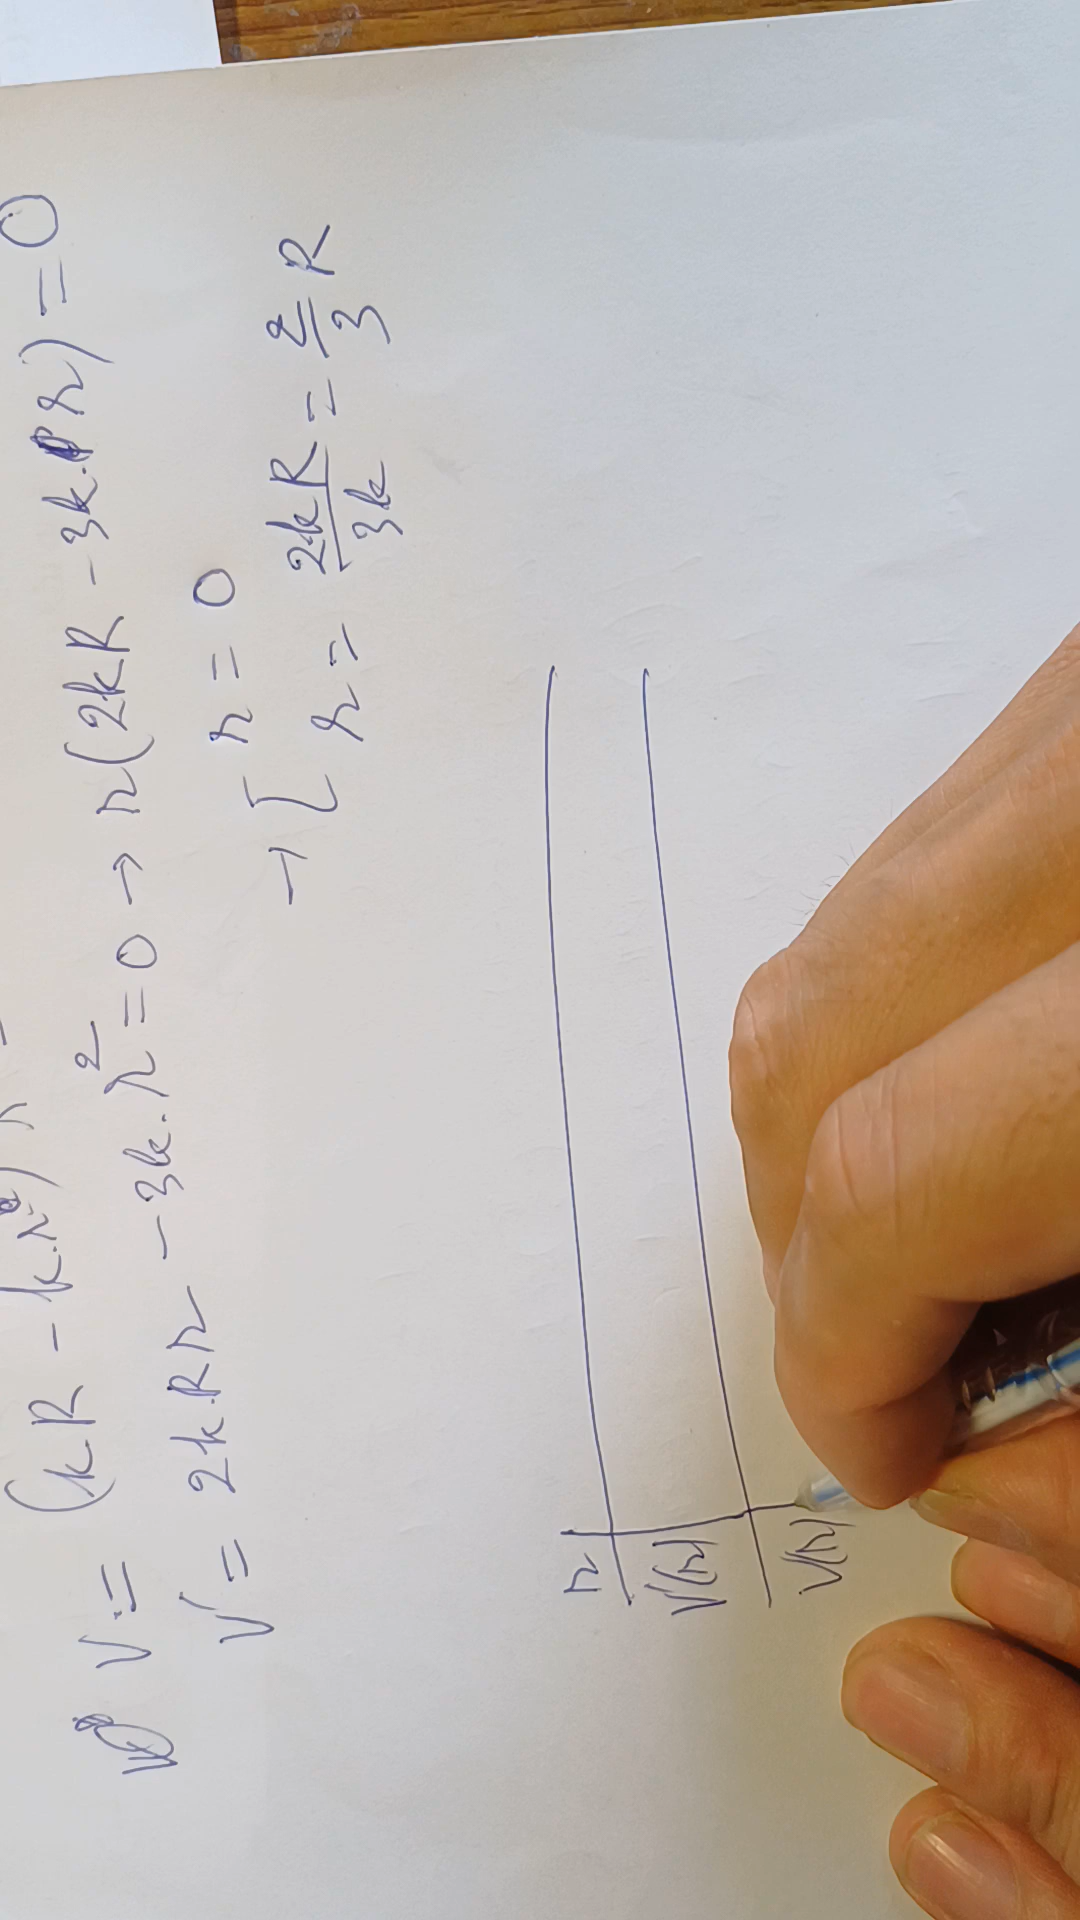 V = (kR - k.r²) r
V' = 2k.Rr - 3k.r² = 0 → r(2kR - 3k.r) = 0
→ [ r = 0
r = 2kR/3k = 2/3 R
r
V'(r)
V(r)